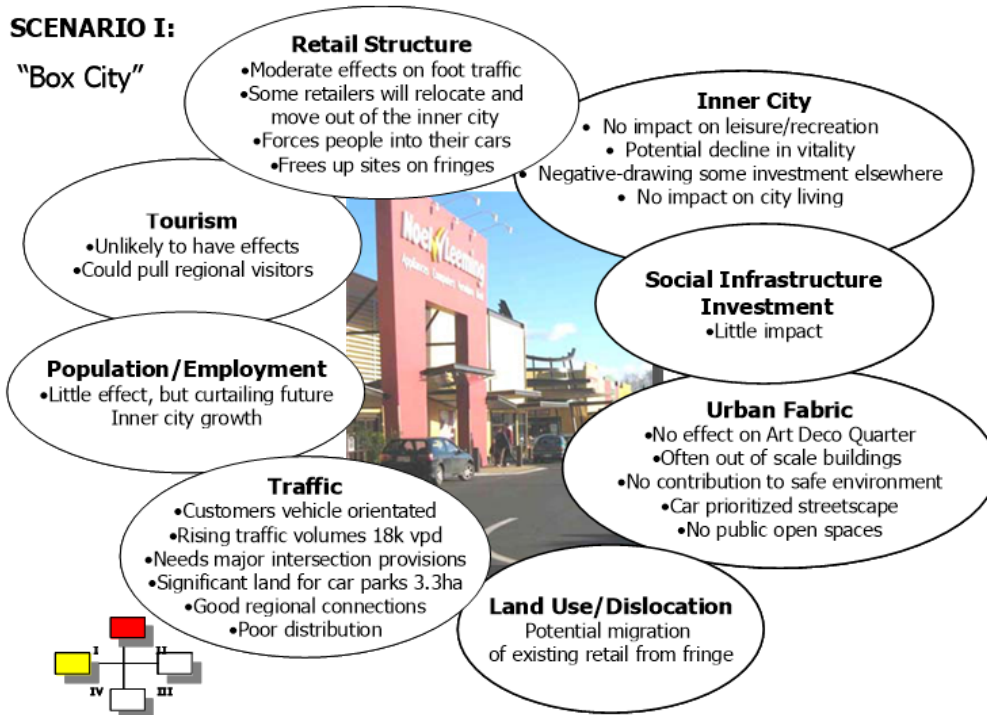 SCENARIO I:
“Box City”
Retail Structure
•Moderate effects on foot traffic
•Some retailers will relocate and
move out of the inner city
•Forces people into their cars
•Frees up sites on fringes
Inner City
• No impact on leisure/recreation
• Potential decline in vitality
• Negative-drawing some investment elsewhere
• No impact on city living
Tourism
•Unlikely to have effects
•Could pull regional visitors
Noel Leeming
Social Infrastructure
Investment
•Little impact
Population/Employment
•Little effect, but curtailing future
Inner city growth
Urban Fabric
•No effect on Art Deco Quarter
•Often out of scale buildings
•No contribution to safe environment
•Car prioritized streetscape
•No public open spaces
Traffic
•Customers vehicle orientated
•Rising traffic volumes 18k vpd
•Needs major intersection provisions
•Significant land for car parks 3.3ha
•Good regional connections
•Poor distribution
Land Use/Dislocation
Potential migration
of existing retail from fringe
I II
IV III